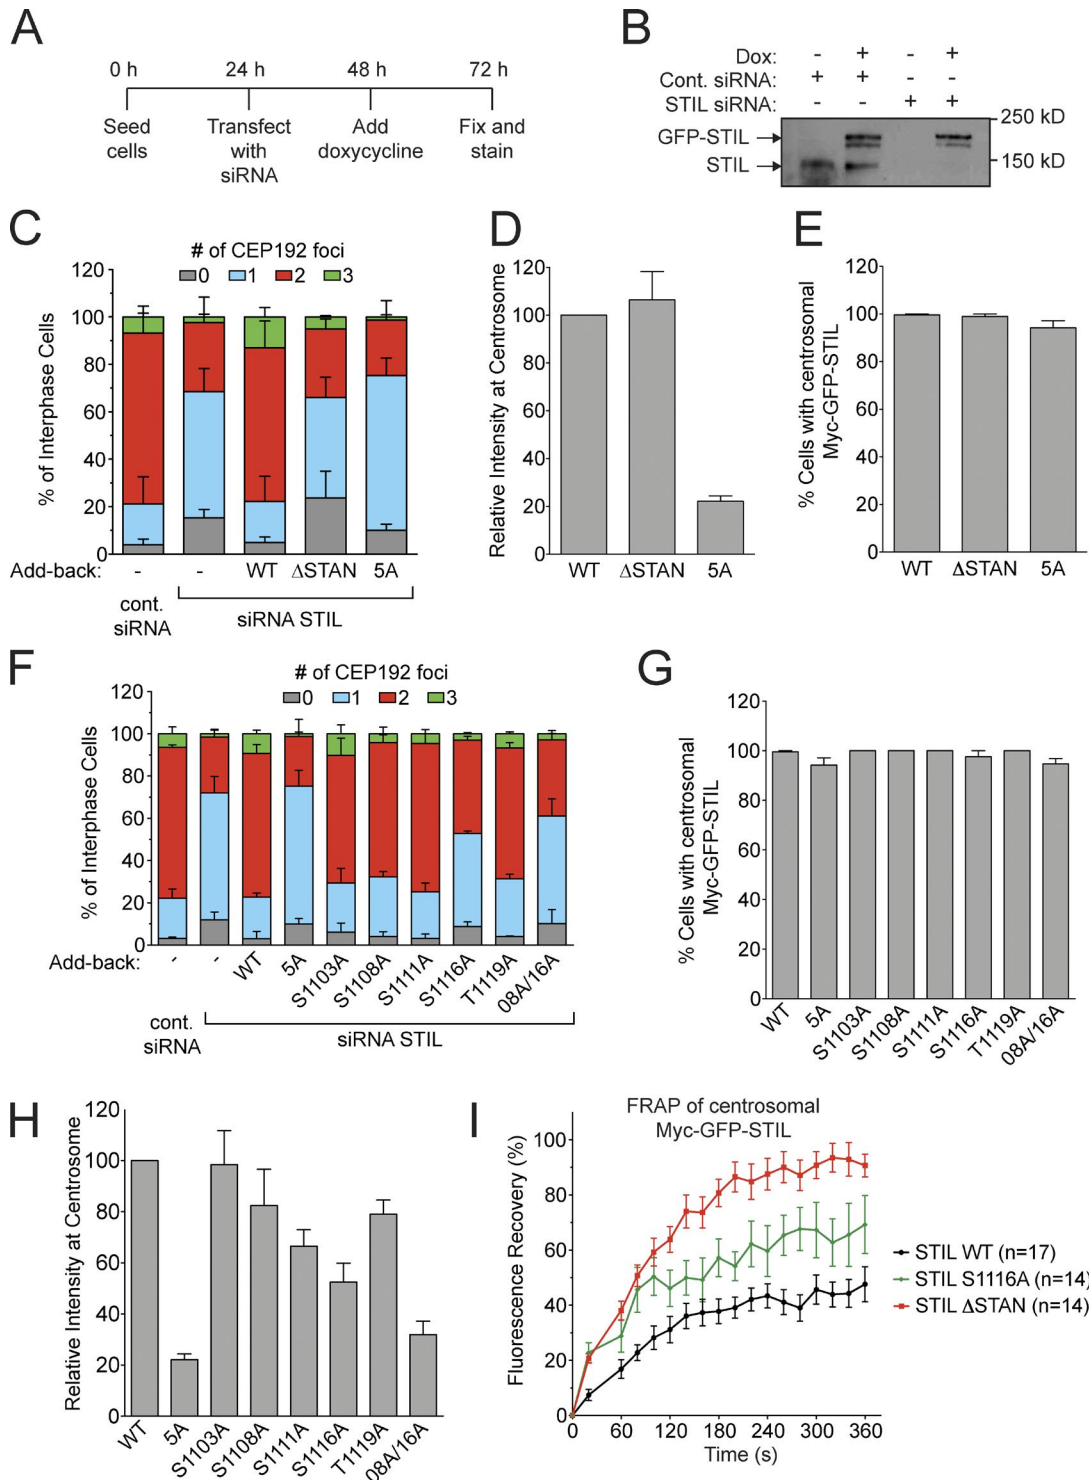 A
0 h 24 h 48 h 72 h
Seed cells
Transfect with siRNA
Add doxycycline
Fix and stain
B
Dox: - + - +
Cont. siRNA: + + - -
STIL siRNA: - - + +
GFP-STIL
STIL
250 kD
150 kD
C
# of CEP192 foci
0 1 2 3
% of Interphase Cells
120
100
80
60
40
20
0
Add-back: - - WT ΔSTAN 5A
cont. siRNA
siRNA STIL
D
Relative Intensity at Centrosome
120
100
80
60
40
20
0
WT ΔSTAN 5A
E
% Cells with centrosomal
Myc-GFP-STIL
120
100
80
60
40
20
0
WT ΔSTAN 5A
F
# of CEP192 foci
0 1 2 3
% of Interphase Cells
120
100
80
60
40
20
0
Add-back: - - WT 5A S1103A S1108A S1111A S1116A T1119A 08A/16A
cont. siRNA
siRNA STIL
G
% Cells with centrosomal
Myc-GFP-STIL
120
100
80
60
40
20
0
WT 5A S1103A S1108A S1111A S1116A T1119A 08A/16A
H
Relative Intensity at Centrosome
120
100
80
60
40
20
0
WT 5A S1103A S1108A S1111A S1116A T1119A 08A/16A
I
FRAP of centrosomal
Myc-GFP-STIL
Fluorescence Recovery (%)
100
80
60
40
20
0
0 60 120 180 240 300 360
Time (s)
STIL WT (n=17)
STIL S1116A (n=14)
STIL ΔSTAN (n=14)